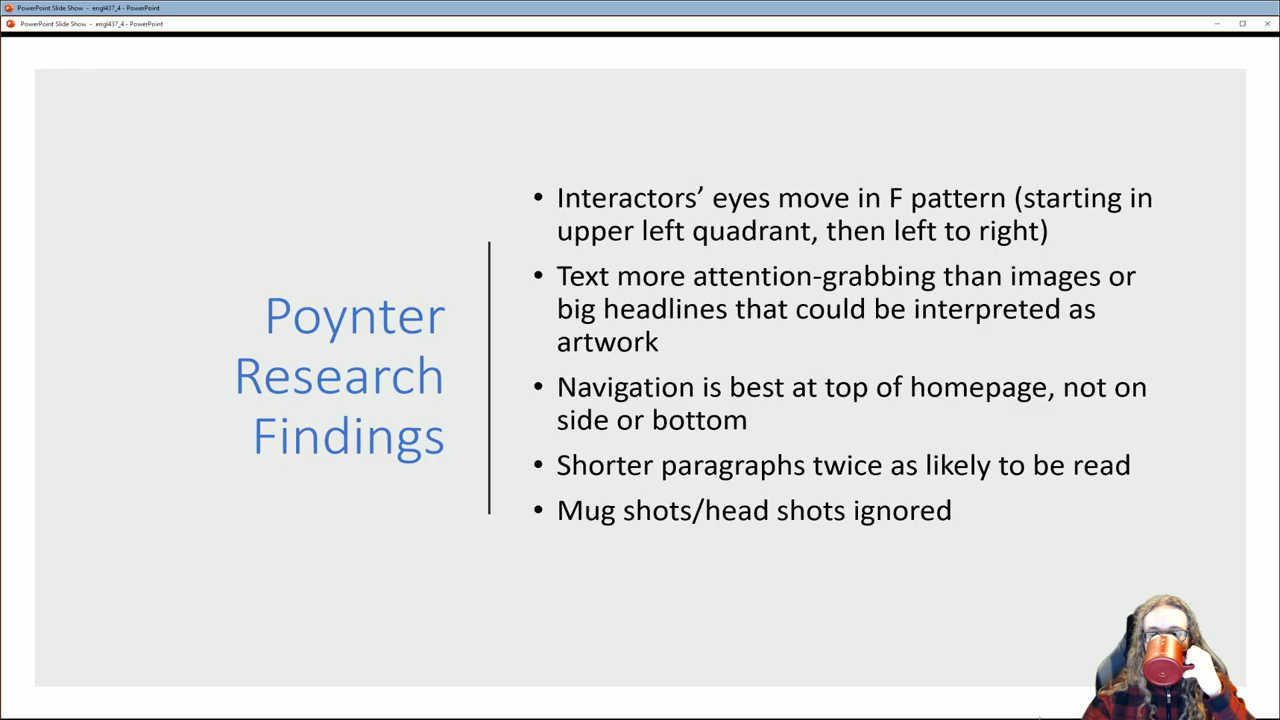 PowerPoint Slide Show - engl437_4 - PowerPoint
PowerPoint Slide Show - engl437_4 - PowerPoint
Poynter
Research
Findings
• Interactors’ eyes move in F pattern (starting in
upper left quadrant, then left to right)
• Text more attention-grabbing than images or
big headlines that could be interpreted as
artwork
• Navigation is best at top of homepage, not on
side or bottom
• Shorter paragraphs twice as likely to be read
• Mug shots/head shots ignored